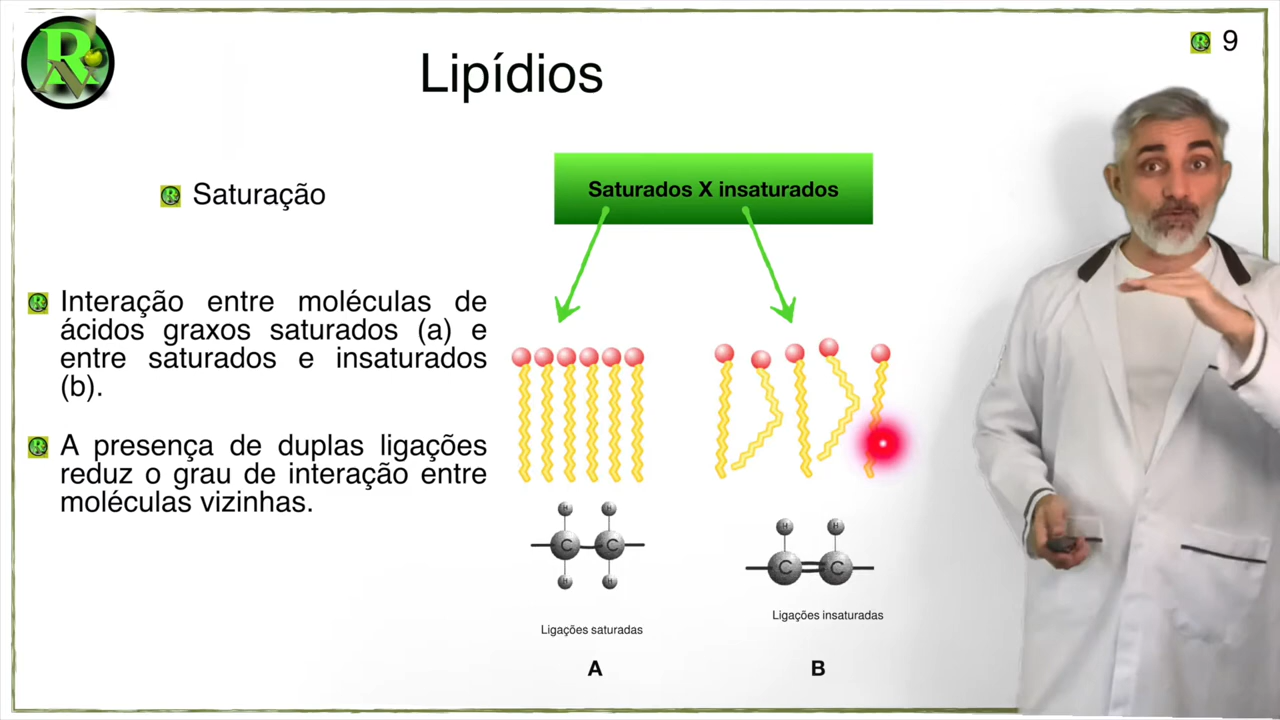 RN
9
Lipídios
Saturados X insaturados
Saturação
Interação entre moléculas de
ácidos graxos saturados (a) e
entre saturados e insaturados
(b).
A presença de duplas ligações
reduz o grau de interação entre
moléculas vizinhas.
H H
C C
H H
H H
C C
Ligações saturadas
Ligações insaturadas
A
B